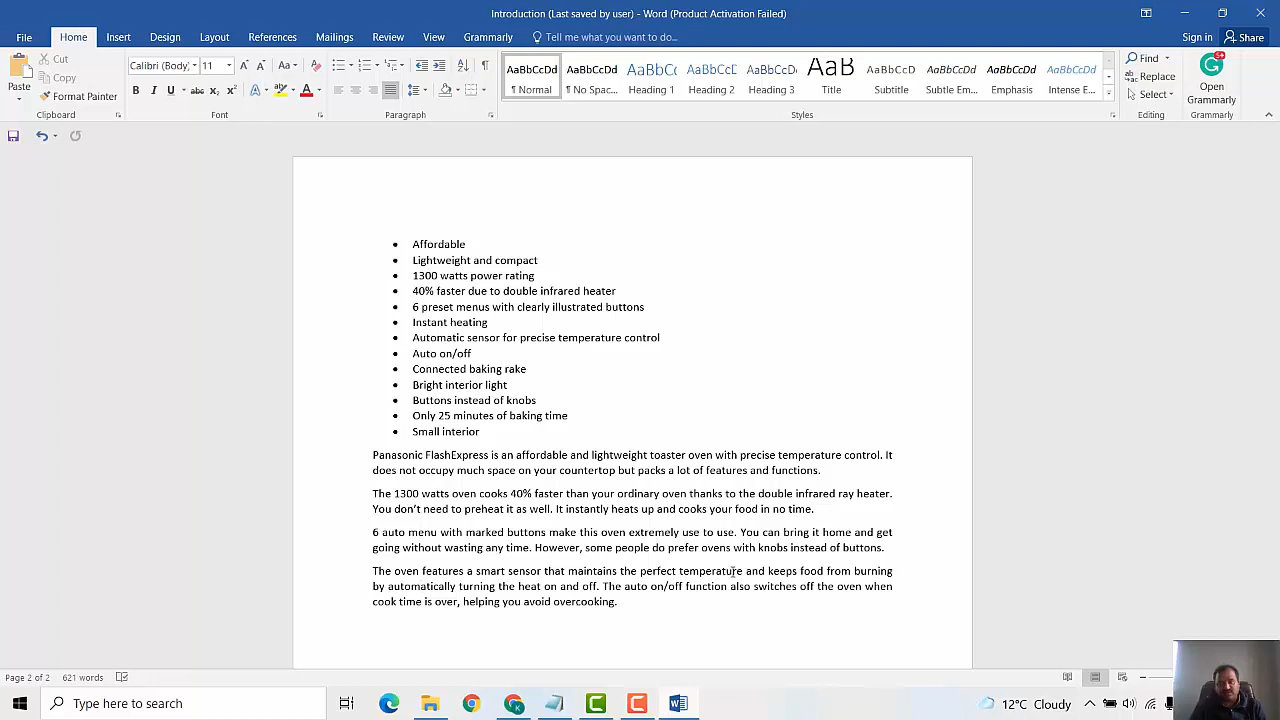 Introduction (Last saved by user) - Word (Product Activation Failed)
File Home Insert Design Layout References Mailings Review View Grammarly Tell me what you want to do... Sign in Share
Paste
Cut
Copy
Format Painter
Clipboard
Calibri (Body) 11 Aa
B I U abc x₂ x² A A
Font
Paragraph
AaBbCcDd AaBbCcDd AaBbC( AaBbCcD AaBbCcD. AaB AaBbCcD AaBbCcDd AaBbCcDd AaBbCcDd
¶ Normal ¶ No Spac... Heading 1 Heading 2 Heading 3 Title Subtitle Subtle Em... Emphasis Intense E...
Styles
Find
Replace
Select
Editing
Open
Grammarly
Grammarly
• Affordable
• Lightweight and compact
• 1300 watts power rating
• 40% faster due to double infrared heater
• 6 preset menus with clearly illustrated buttons
• Instant heating
• Automatic sensor for precise temperature control
• Auto on/off
• Connected baking rake
• Bright interior light
• Buttons instead of knobs
• Only 25 minutes of baking time
• Small interior
Panasonic FlashExpress is an affordable and lightweight toaster oven with precise temperature control. It
does not occupy much space on your countertop but packs a lot of features and functions.
The 1300 watts oven cooks 40% faster than your ordinary oven thanks to the double infrared ray heater.
You don't need to preheat it as well. It instantly heats up and cooks your food in no time.
6 auto menu with marked buttons make this oven extremely use to use. You can bring it home and get
going without wasting any time. However, some people do prefer ovens with knobs instead of buttons.
The oven features a smart sensor that maintains the perfect temperature and keeps food from burning
by automatically turning the heat on and off. The auto on/off function also switches off the oven when
cook time is over, helping you avoid overcooking.
Page 2 of 2 621 words
Type here to search
12°C Cloudy